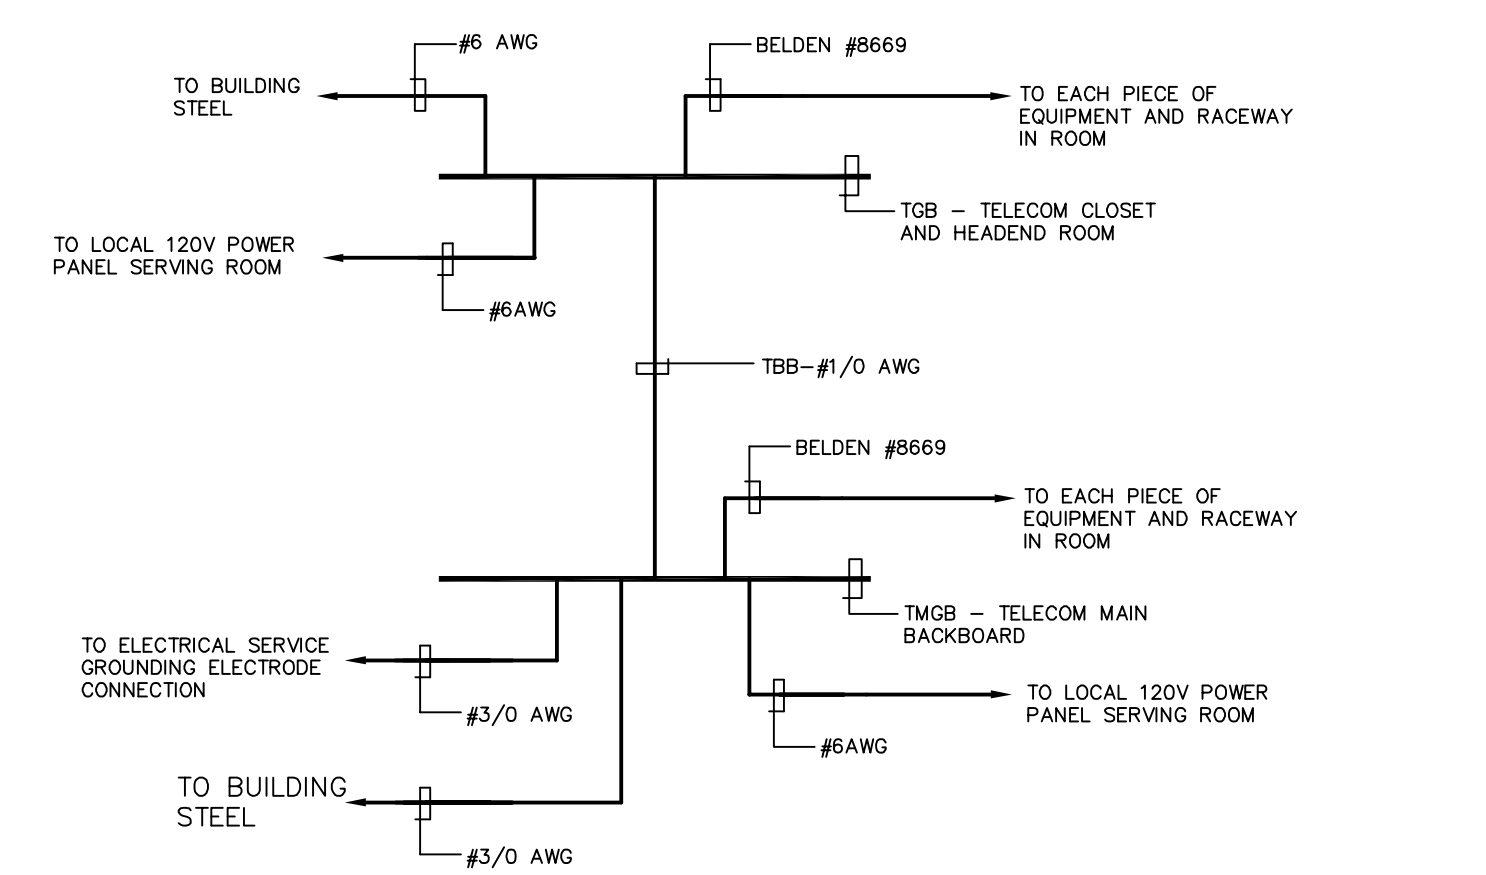 #6 AWG
BELDEN #8669
TO BUILDING
STEEL
TO EACH PIECE OF
EQUIPMENT AND RACEWAY
IN ROOM
TGB – TELECOM CLOSET
AND HEADEND ROOM
TO LOCAL 120V POWER
PANEL SERVING ROOM
#6AWG
TBB–#1/0 AWG
BELDEN #8669
TO EACH PIECE OF
EQUIPMENT AND RACEWAY
IN ROOM
TMGB – TELECOM MAIN
BACKBOARD
TO ELECTRICAL SERVICE
GROUNDING ELECTRODE
CONNECTION
#3/0 AWG
TO LOCAL 120V POWER
PANEL SERVING ROOM
#6AWG
TO BUILDING
STEEL
#3/0 AWG